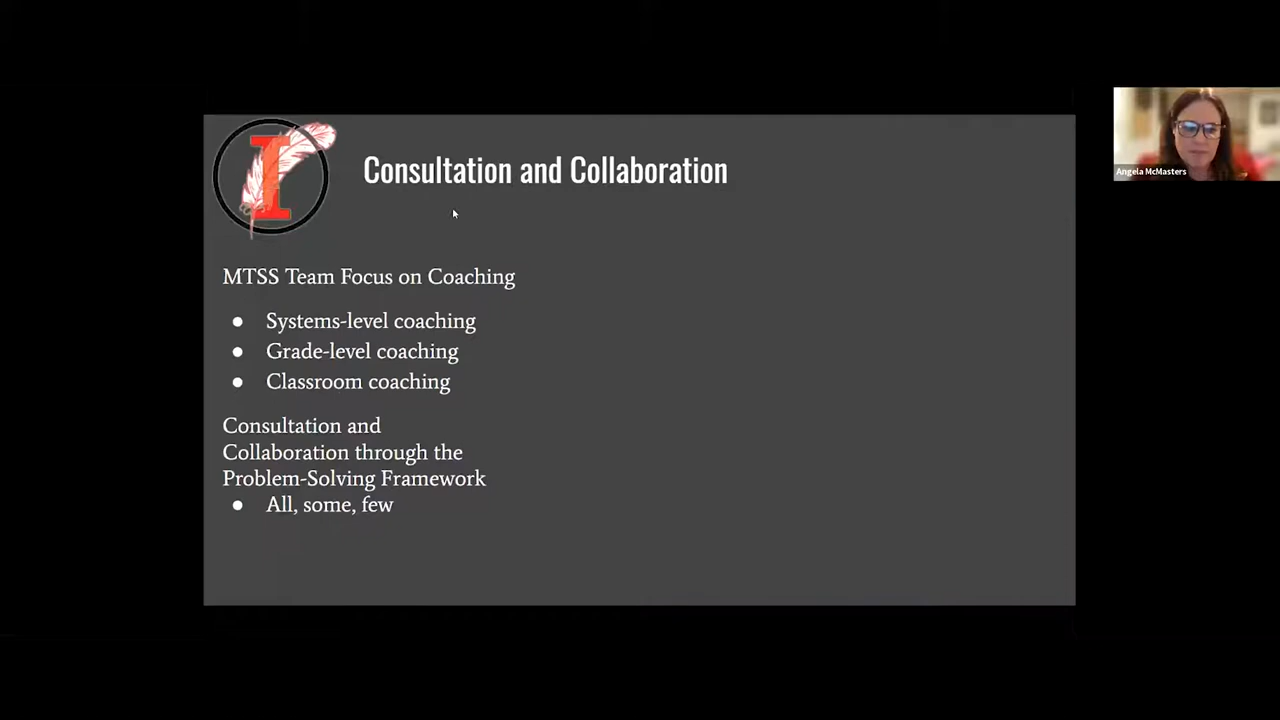 I
Consultation and Collaboration
Angela McMasters
MTSS Team Focus on Coaching
● Systems-level coaching
● Grade-level coaching
● Classroom coaching
Consultation and
Collaboration through the
Problem-Solving Framework
● All, some, few